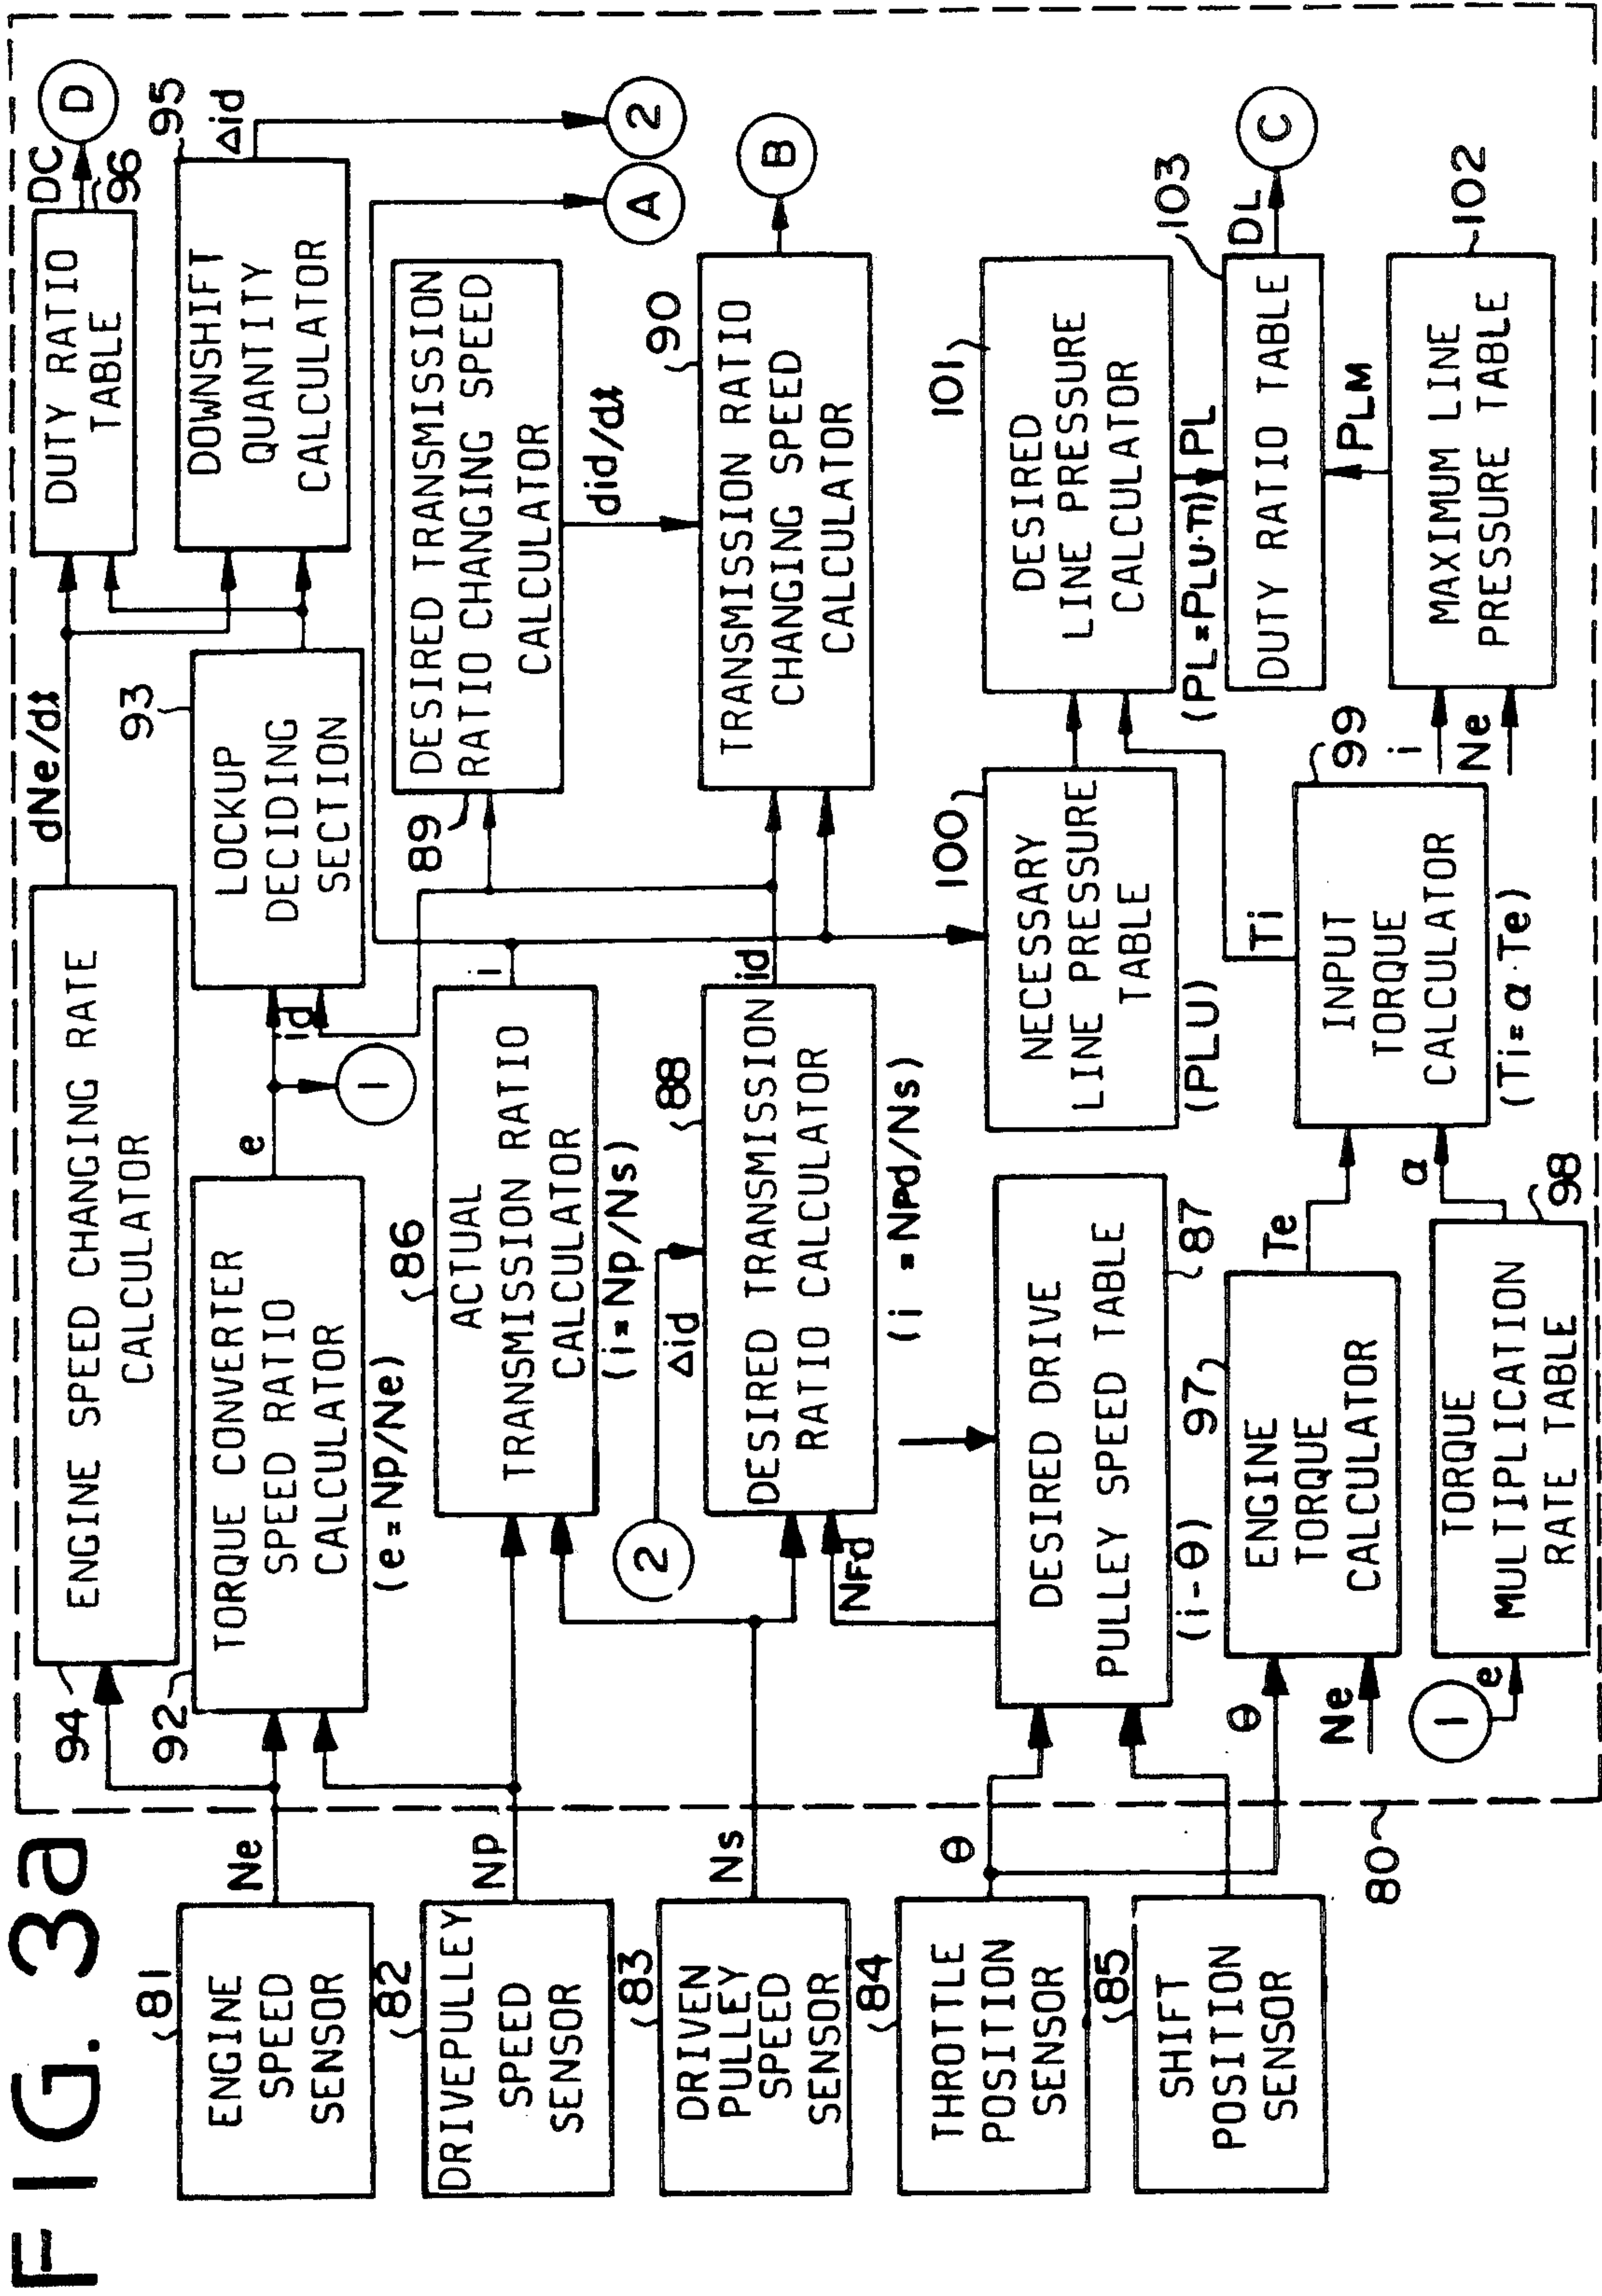 FIG. 3a
81
ENGINE
SPEED
SENSOR
Ne
82
DRIVEPULLEY
SPEED
SENSOR
Np
83
DRIVEN
PULLEY
SPEED
SENSOR
Ns
84
THROTTLE
POSITION
SENSOR
θ
85
SHIFT
POSITION
SENSOR
80
94
ENGINE SPEED CHANGING RATE
CALCULATOR
dNe/dt
DUTY RATIO
TABLE
96
DC
D
92
TORQUE CONVERTER
SPEED RATIO
CALCULATOR
(e=Np/Ne)
e
1
id
93
LOCKUP
DECIDING
SECTION
95
DOWNSHIFT
QUANTITY
CALCULATOR
Δid
2
A
86
ACTUAL
TRANSMISSION RATIO
CALCULATOR
(i=Np/Ns)
i
89
DESIRED TRANSMISSION
RATIO CHANGING SPEED
CALCULATOR
did/dt
2
Δid
88
DESIRED TRANSMISSION
RATIO CALCULATOR
(i = NPd/Ns)
id
90
TRANSMISSION RATIO
CHANGING SPEED
CALCULATOR
B
NFd
DESIRED DRIVE
PULLEY SPEED TABLE
(i-θ)
87
100
NECESSARY
LINE PRESSURE
TABLE
(PLU)
101
DESIRED
LINE PRESSURE
CALCULATOR
(PL=PLU·Ti)
PL
103
DUTY RATIO TABLE
DL
C
θ
Ne
97
ENGINE
TORQUE
CALCULATOR
Te
99
INPUT
TORQUE
CALCULATOR
(Ti=α·Te)
Ti
PLM
i
Ne
102
MAXIMUM LINE
PRESSURE TABLE
1
e
98
TORQUE
MULTIPLICATION
RATE TABLE
α